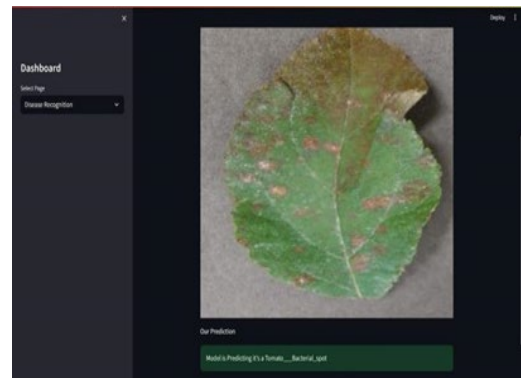 X
Deploy
Dashboard
Select Page
Disease Recognition
Our Prediction
Model is Predicting it's a Tomato___Bacterial_spot